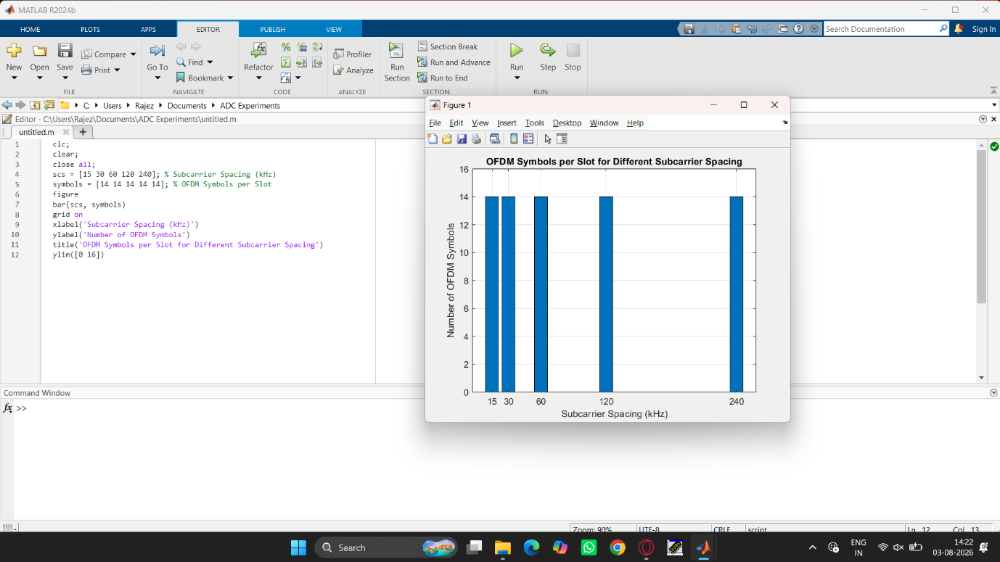 MATLAB R2024b
HOME PLOTS APPS EDITOR PUBLISH VIEW
Search Documentation
Sign In
New Open Save Compare Print
FILE
Go To Find Bookmark
NAVIGATE
Refactor
CODE
Profiler
Analyze
ANALYZE
Run Section
Section Break
Run and Advance
Run to End
SECTION
Run Step Stop
RUN
C: Users Rajez Documents ADC Experiments
Editor - C:\Users\Rajez\Documents\ADC Experiments\untitled.m
untitled.m
1 clc;
2 clear;
3 close all;
4 scs = [15 30 60 120 240]; % Subcarrier Spacing (kHz)
5 symbols = [14 14 14 14 14]; % OFDM Symbols per Slot
6 figure
7 bar(scs, symbols)
8 grid on
9 xlabel('Subcarrier Spacing (kHz)')
10 ylabel('Number of OFDM Symbols')
11 title('OFDM Symbols per Slot for Different Subcarrier Spacing')
12 ylim([0 16])
Figure 1
File Edit View Insert Tools Desktop Window Help
OFDM Symbols per Slot for Different Subcarrier Spacing
16
14
12
10
8
6
4
2
0
Number of OFDM Symbols
15 30 60 120 240
Subcarrier Spacing (kHz)
Command Window
fx >>
Zoom: 90% UTF-8 CRLF script Ln 12 Col 13
Search
ENG
IN
14:22
03-08-2026